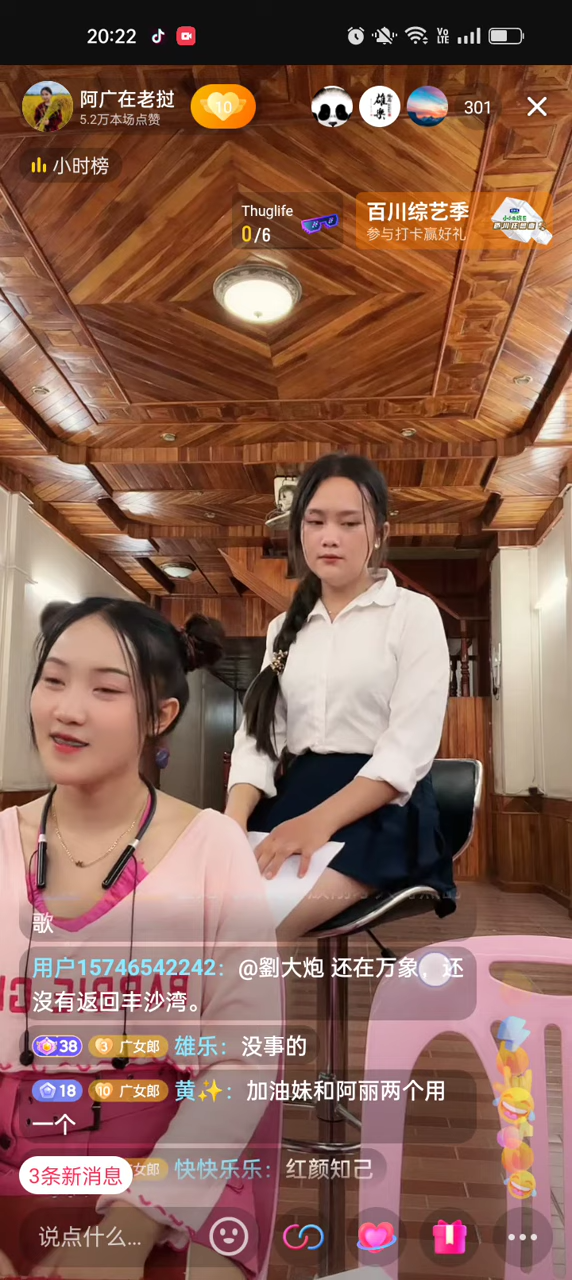 20:22
Vo
LTE
阿广在老挝
5.2万本场点赞
10
301
小时榜
Thuglife
0/6
百川综艺季
参与打卡赢好礼
歌
用户15746542242：@劉大炮 还在万象，还
沒有返回丰沙湾。
38 3 广女郎 雄乐：没事的
18 10 广女郎 黄✨：加油妹和阿丽两个用
一个
3条新消息 女郎 快快乐乐：红颜知己
说点什么...